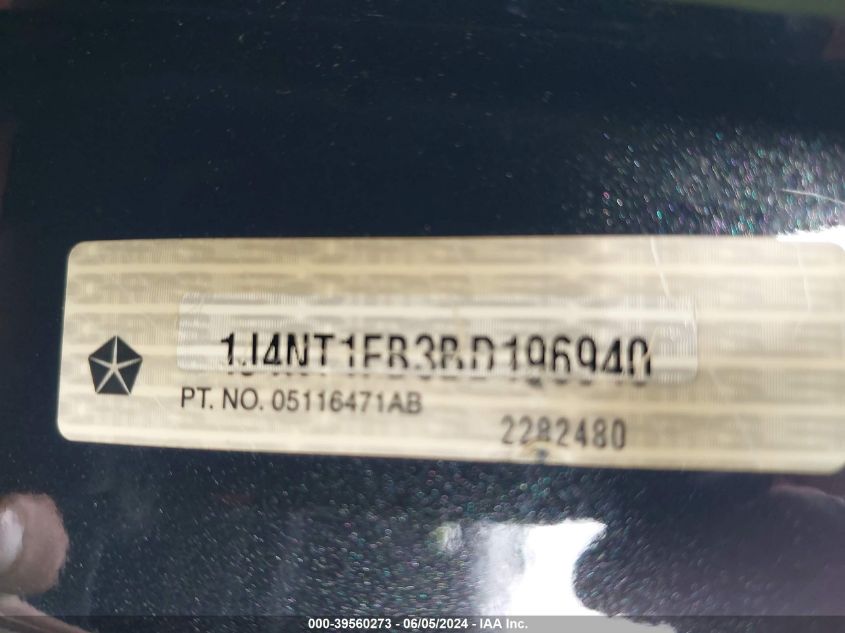 1J4NT1FB3BD196940
PT. NO. 05116471AB
2282480
000-39560273 - 06/05/2024 - IAA Inc.